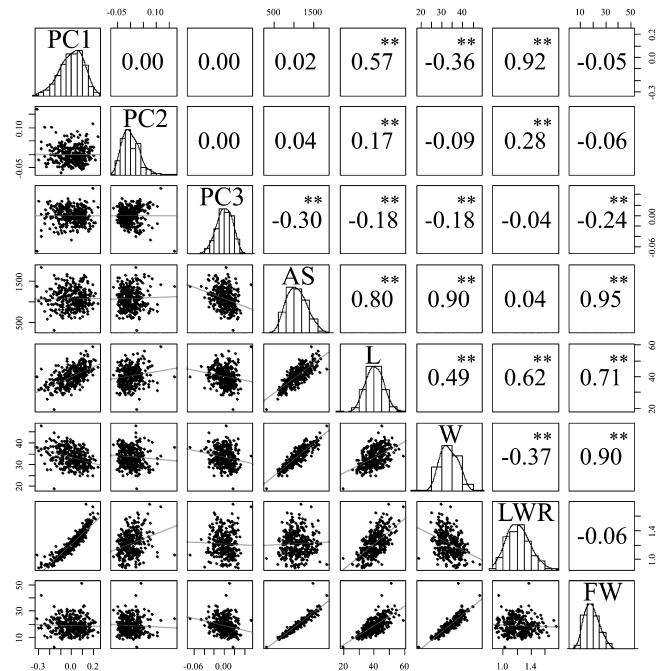 -0.05 0.10 500 1500 20 30 40 10 30 50
PC1 0.00 0.00 0.02 ** 0.57 ** -0.36 ** 0.92 -0.05 -0.3 0.0 0.2
-0.05 0.10 PC2 0.00 0.04 ** 0.17 -0.09 ** 0.28 -0.06
PC3 ** -0.30 ** -0.18 ** -0.18 -0.04 ** -0.24 -0.06 0.00
500 1500 AS ** 0.80 ** 0.90 0.04 ** 0.95
L ** 0.49 ** 0.62 ** 0.71 20 40 60
20 30 40 W ** -0.37 ** 0.90
LWR -0.06 1.0 1.4
10 30 50 FW
-0.3 0.0 0.2 -0.06 0.00 20 40 60 1.0 1.4